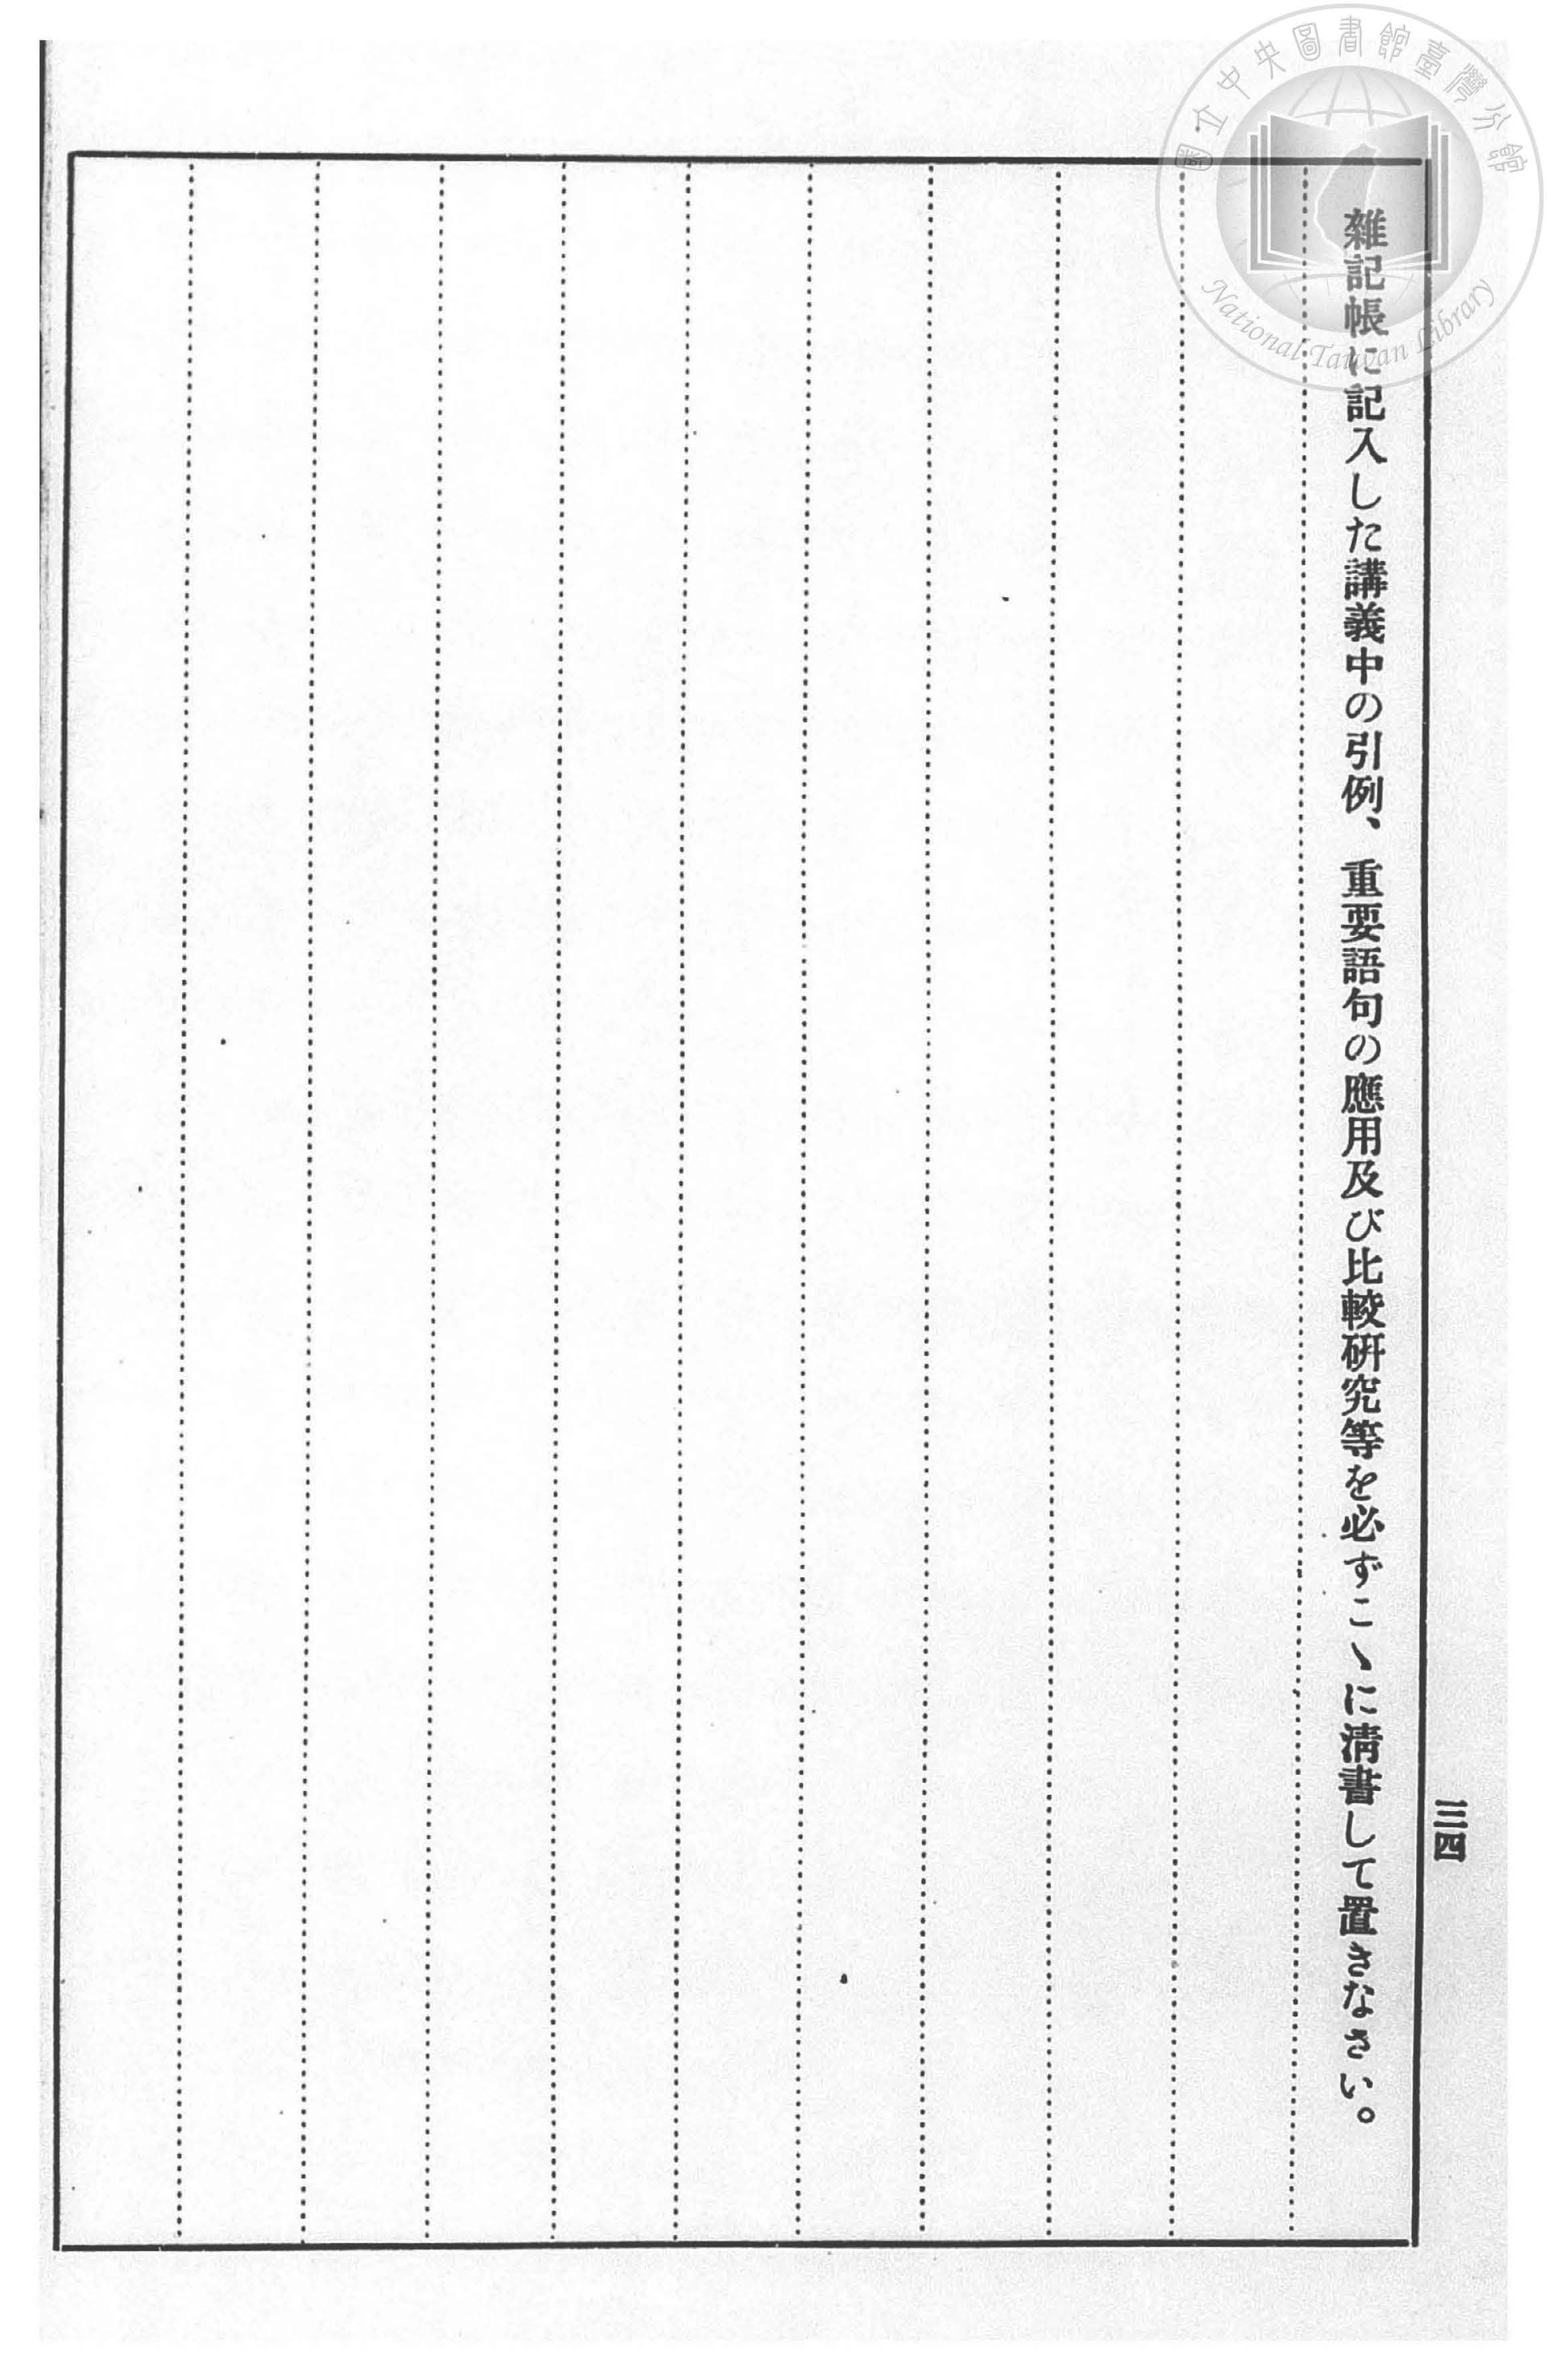 雜記帳に記入した講義中の引例、重要語句の應用及び比較硏究等を必ずこゝに淸書して置きなさい。
三四
國立中央圖書館臺灣分館
National Taiwan Library